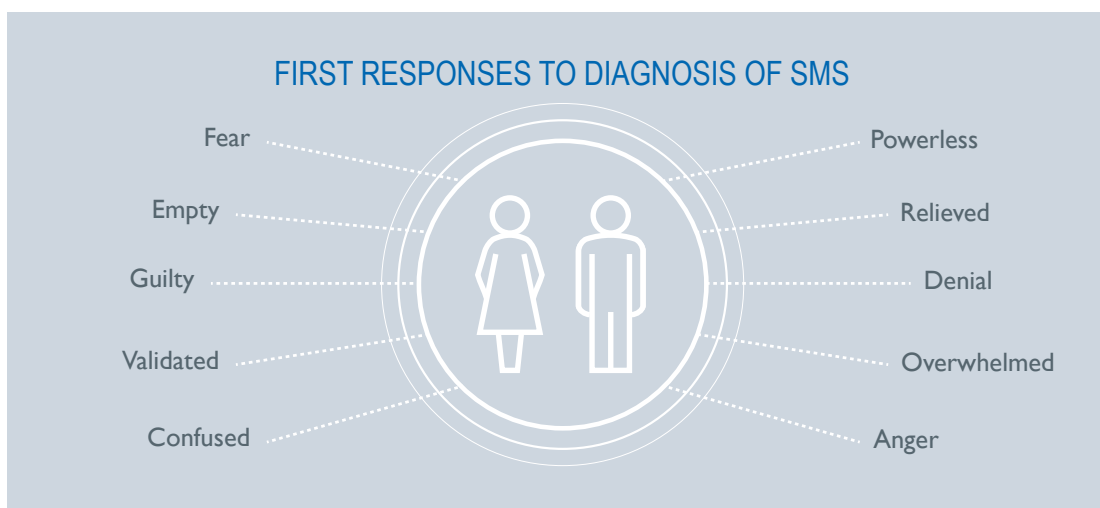 FIRST RESPONSES TO DIAGNOSIS OF SMS
Fear
Empty
Guilty
Validated
Confused
Powerless
Relieved
Denial
Overwhelmed
Anger